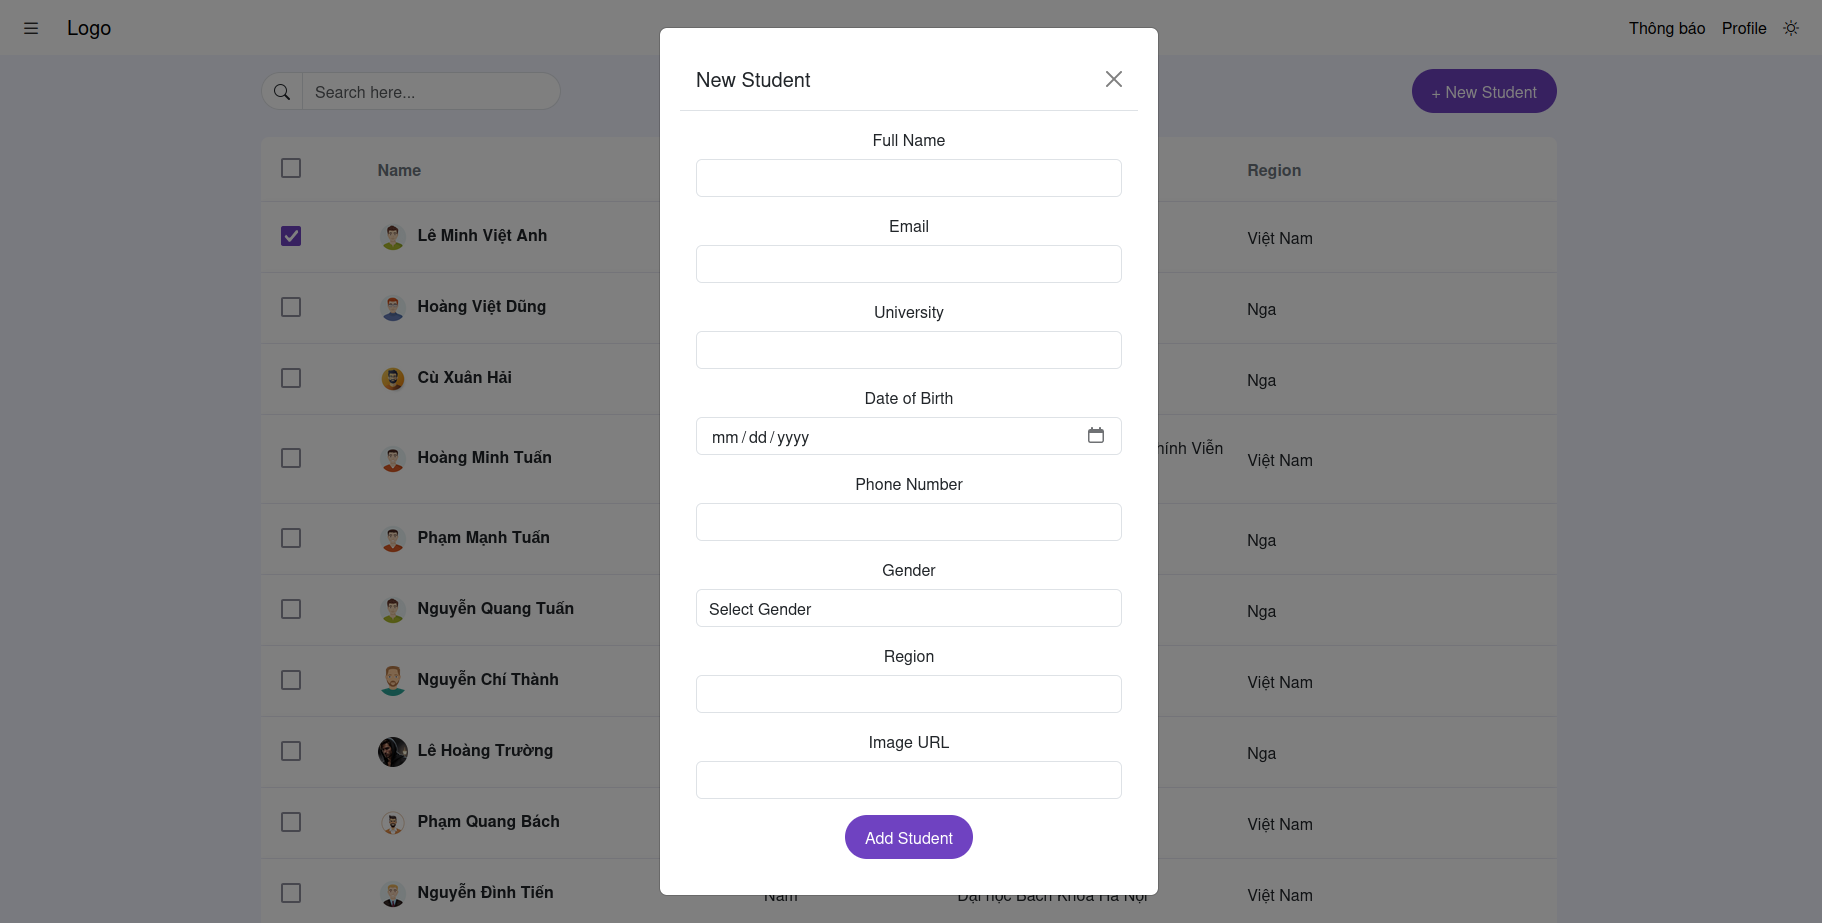 Logo
Thông báo Profile
Search here...
+ New Student
New Student
Full Name
Email
University
Date of Birth
mm/dd/yyyy
Phone Number
Gender
Select Gender
Region
Image URL
Add Student
Name Region
Lê Minh Việt Anh Việt Nam
Hoàng Việt Dũng Nga
Cù Xuân Hải Nga
Hoàng Minh Tuấn Viễn Việt Nam
Phạm Mạnh Tuấn Nga
Nguyễn Quang Tuấn Nga
Nguyễn Chí Thành Việt Nam
Lê Hoàng Trường Nga
Phạm Quang Bách Việt Nam
Nguyễn Đình Tiến Nam Đại học Bách Khoa Hà Nội Việt Nam